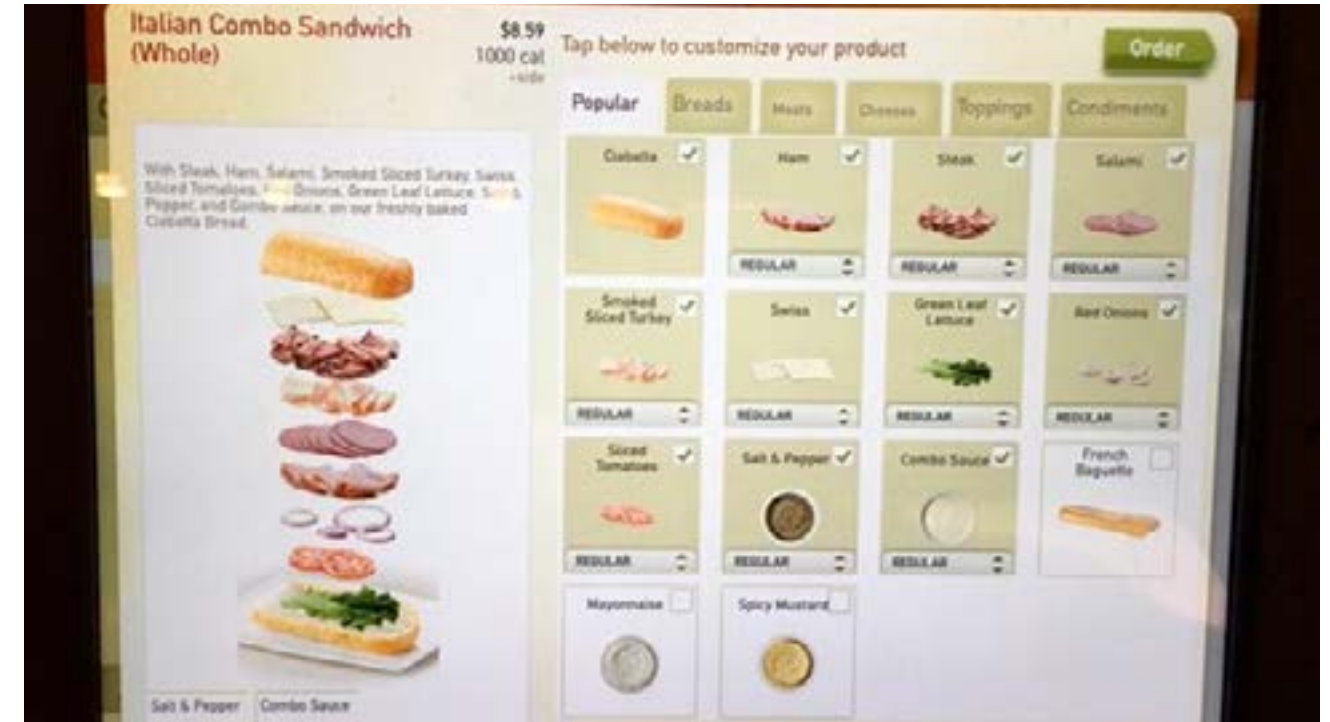 Italian Combo Sandwich
(Whole)
$8.59
1000 cal
+side
With Steak, Ham, Salami, Smoked Sliced Turkey, Swiss
Sliced Tomatoes, Onions, Green Leaf Lettuce,
Pepper, and Combo Sauce, on our freshly baked
Ciabatta Bread.
Salt & Pepper
Combo Sauce
Tap below to customize your product
Order
Popular
Breads
Meats
Cheeses
Toppings
Condiments
Ciabatta
Ham
REGULAR
Steak
REGULAR
Salami
REGULAR
Smoked
Sliced Turkey
REGULAR
Swiss
REGULAR
Green Leaf
Lettuce
REGULAR
Red Onions
REGULAR
Sliced
Tomatoes
REGULAR
Salt & Pepper
REGULAR
Combo Sauce
REGULAR
French
Baguette
Mayonnaise
Spicy Mustard